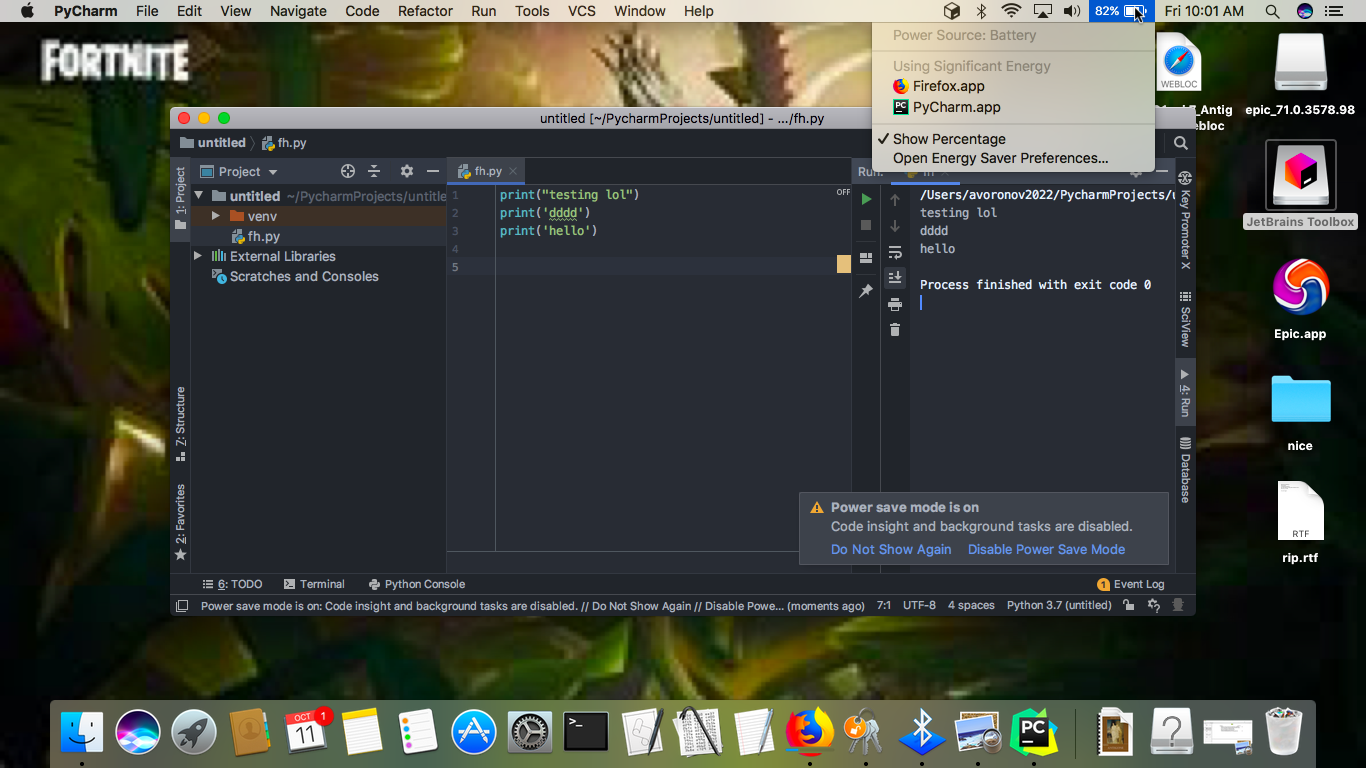 PyCharm File Edit View Navigate Code Refactor Run Tools VCS Window Help 82% Fri 10:01 AM
FORTNITE
Power Source: Battery
Using Significant Energy
Firefox.app
PyCharm.app
Show Percentage
Open Energy Saver Preferences...
WEBLOC
epic_71.0.3578.98
JetBrains Toolbox
Epic.app
nice
RTF
rip.rtf
untitled [~/PycharmProjects/untitled] - .../fh.py
untitled fh.py
1: Project
Project
untitled ~/PycharmProjects/untitle
venv
fh.py
External Libraries
Scratches and Consoles
7: Structure
2: Favorites
fh.py
1 print("testing lol")
2 print('dddd')
3 print('hello')
4
5
OFF
Run:
/Users/avoronov2022/PycharmProjects/u
testing lol
dddd
hello
Process finished with exit code 0
Key Promoter X
SciView
4: Run
Database
Power save mode is on
Code insight and background tasks are disabled.
Do Not Show Again Disable Power Save Mode
6: TODO Terminal Python Console 1 Event Log
Power save mode is on: Code insight and background tasks are disabled. // Do Not Show Again // Disable Powe... (moments ago) 7:1 UTF-8 4 spaces Python 3.7 (untitled)
OCT
11
1
>_
PC
?